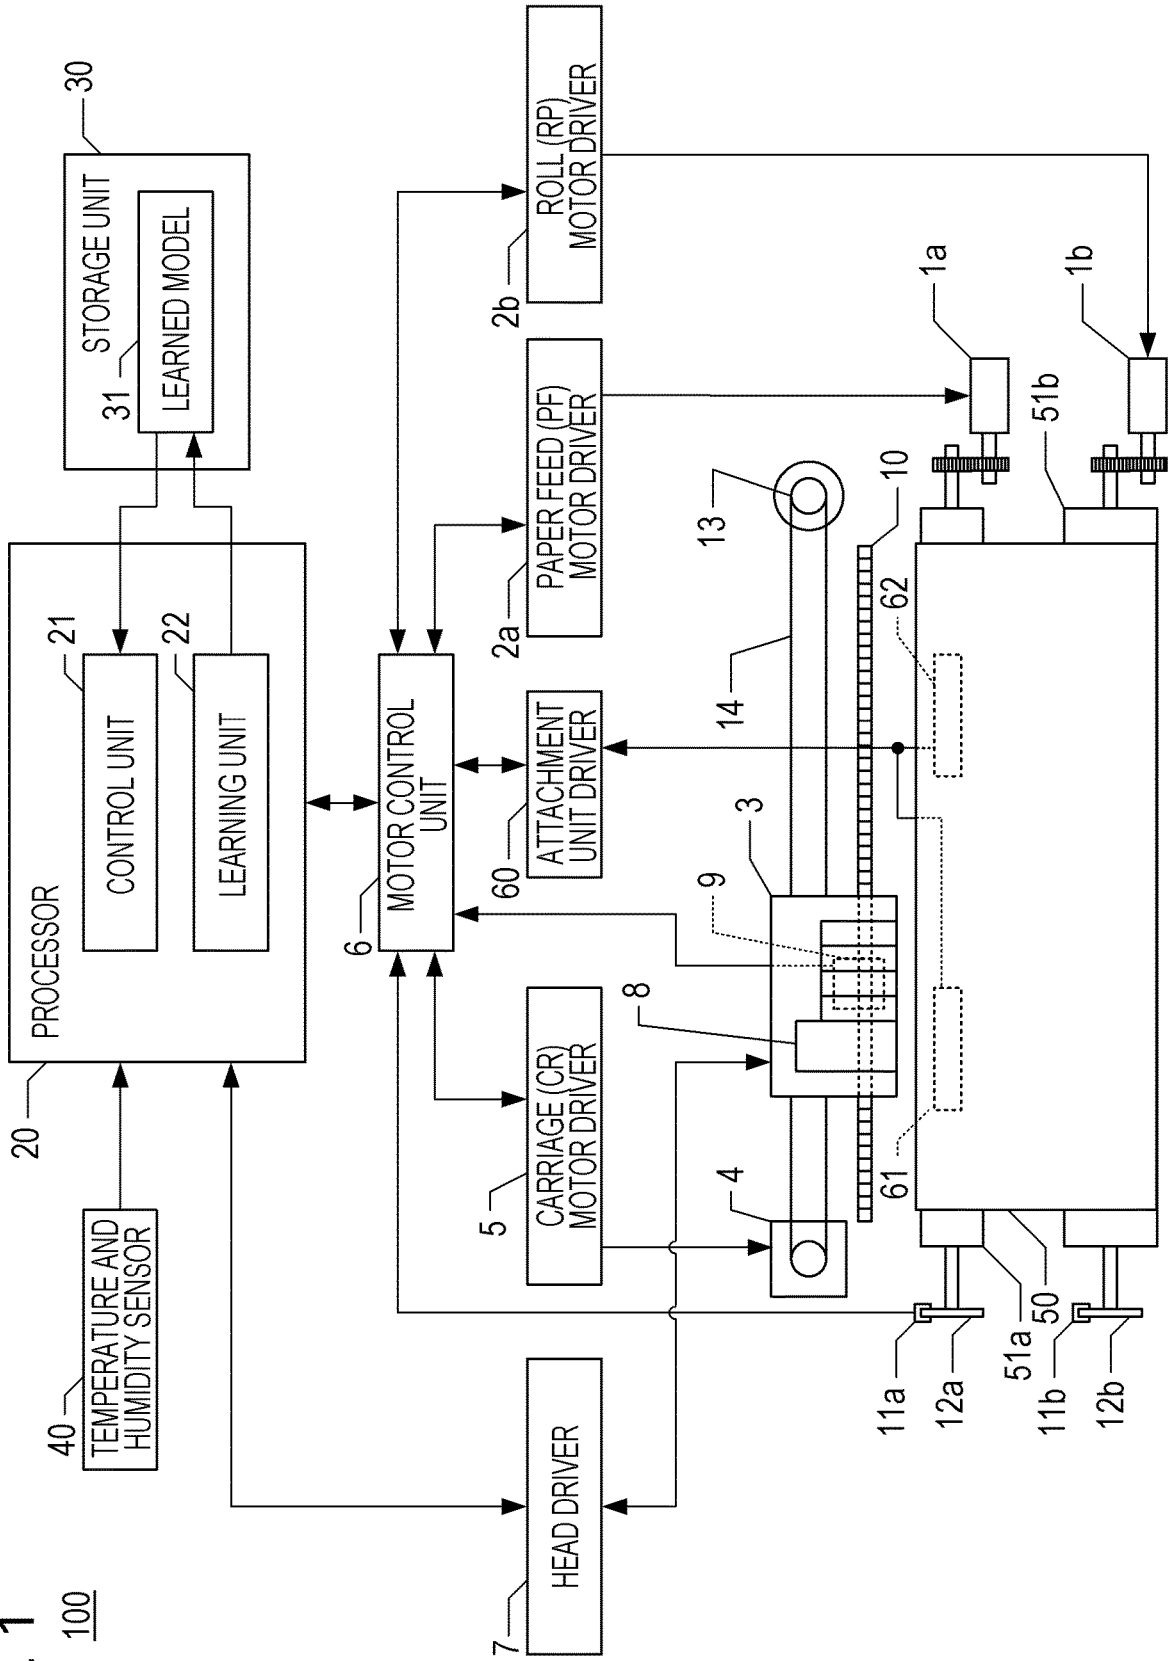 1
100
40
TEMPERATURE AND
HUMIDITY SENSOR
20
PROCESSOR
CONTROL UNIT
21
LEARNING UNIT
22
STORAGE UNIT
30
31
LEARNED MODEL
6
MOTOR CONTROL
UNIT
7
HEAD DRIVER
5
CARRIAGE (CR)
MOTOR DRIVER
60
ATTACHMENT
UNIT DRIVER
2a
PAPER FEED (PF)
MOTOR DRIVER
2b
ROLL (RP)
MOTOR DRIVER
4
8
9
3
14
13
10
61
62
1a
1b
51b
11a
12a
51a
50
11b
12b